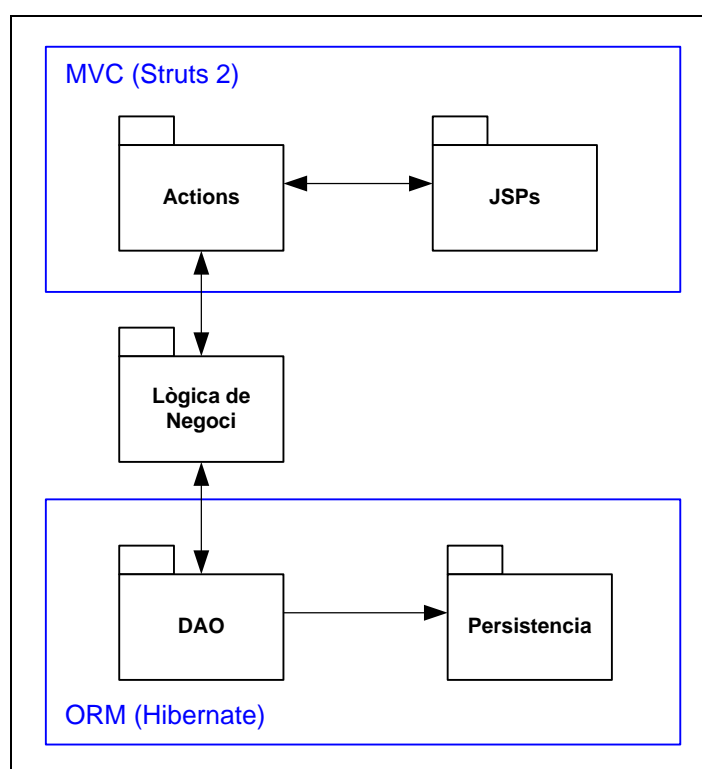 MVC (Struts 2)
Actions
JSPs
Lògica de
Negoci
DAO
Persistencia
ORM (Hibernate)